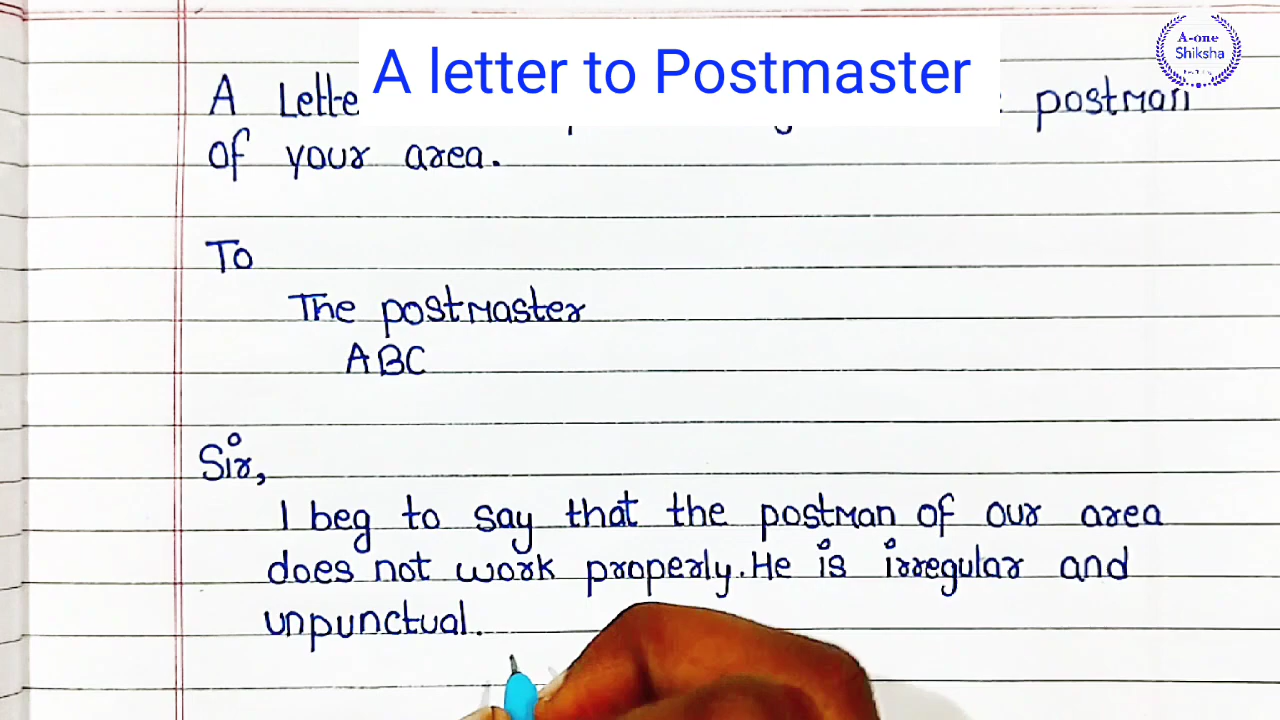 A letter to Postmaster
A-one
Shiksha
A Lette postman
of your area.
To
The postmaster
ABC
Sir,
I beg to say that the postman of our area
does not work properly. He is irregular and
unpunctual.